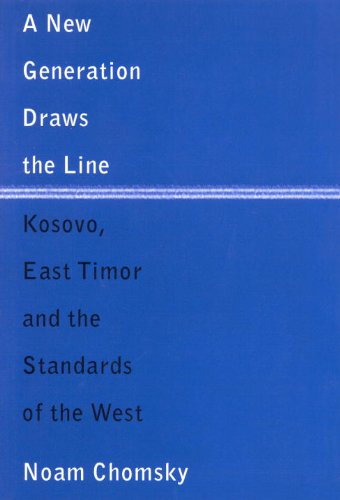 A New
Generation
Draws
the Line
Kosovo,
East Timor
and the
Standards
of the West
Noam Chomsky